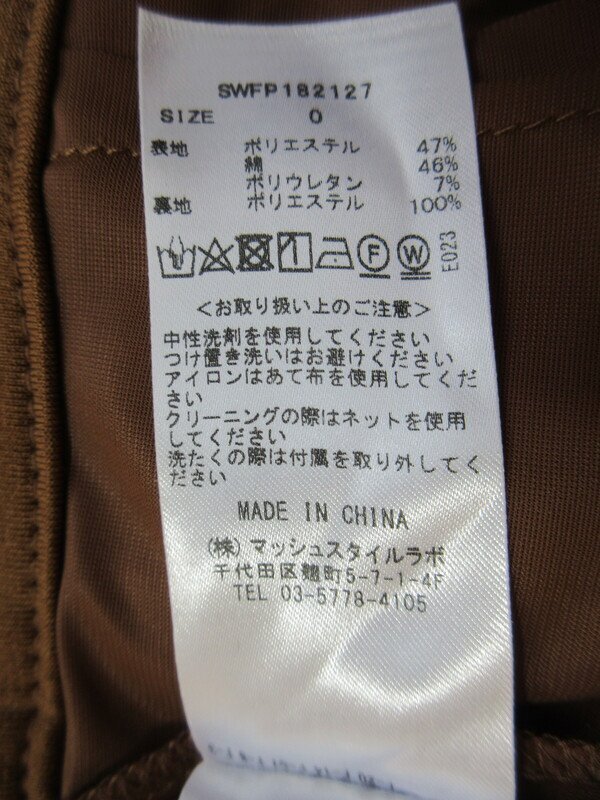 SWFP182127
SIZE 0
表地 ポリエステル 47%
綿 46%
ポリウレタン 7%
裏地 ポリエステル 100%
F W E023
<お取り扱い上のご注意>
中性洗剤を使用してください
つけ置き洗いはお避けください
アイロンはあて布を使用してくだ
さい
クリーニングの際はネットを使用
してください
洗たくの際は付属を取り外してく
ださい
MADE IN CHINA
(株)マッシュスタイルラボ
千代田区麹町5-7-1-4F
TEL 03-5778-4105